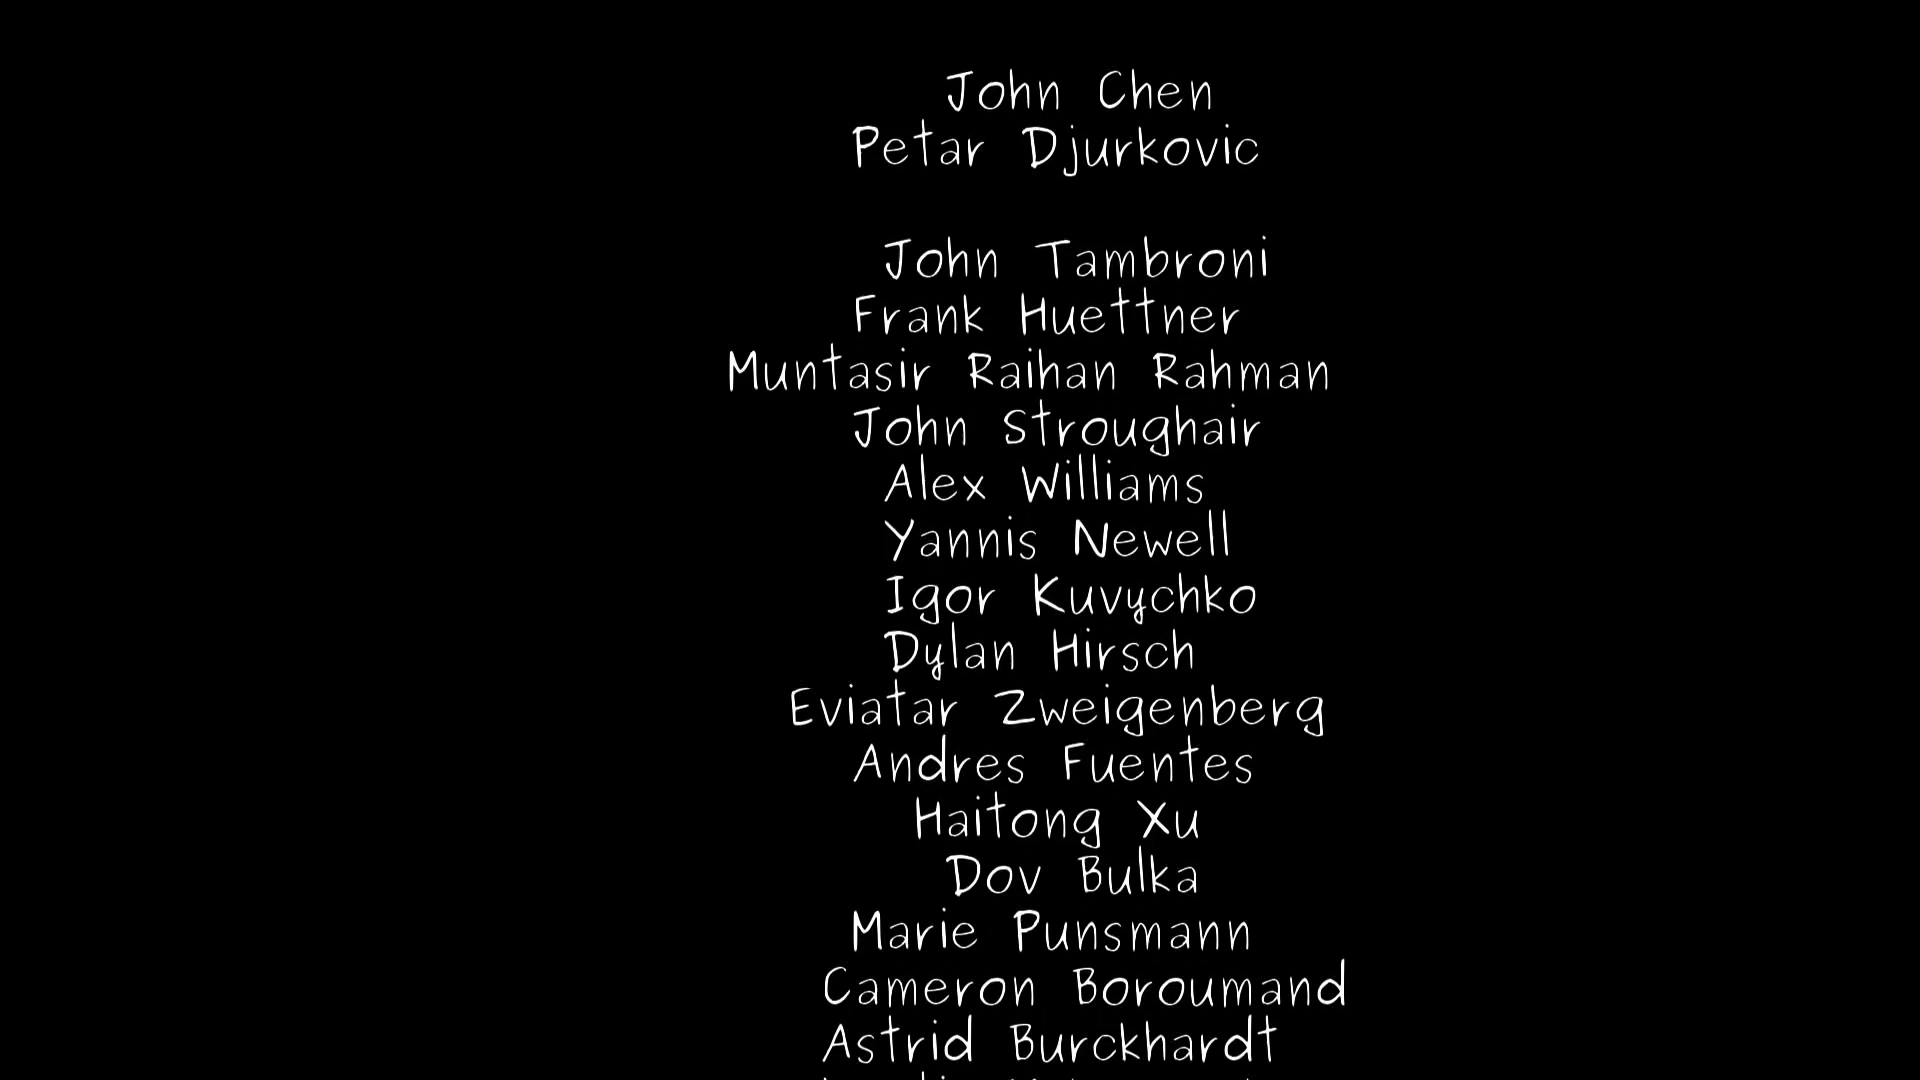 John Chen
Petar Djurkovic
John Tambroni
Frank Huettner
Muntasir Raihan Rahman
John Stroughair
Alex Williams
Yannis Newell
Igor Kuvychko
Dylan Hirsch
Eviatar Zweigenberg
Andres Fuentes
Haitong Xu
Dov Bulka
Marie Punsmann
Cameron Boroumand
Astrid Burckhardt